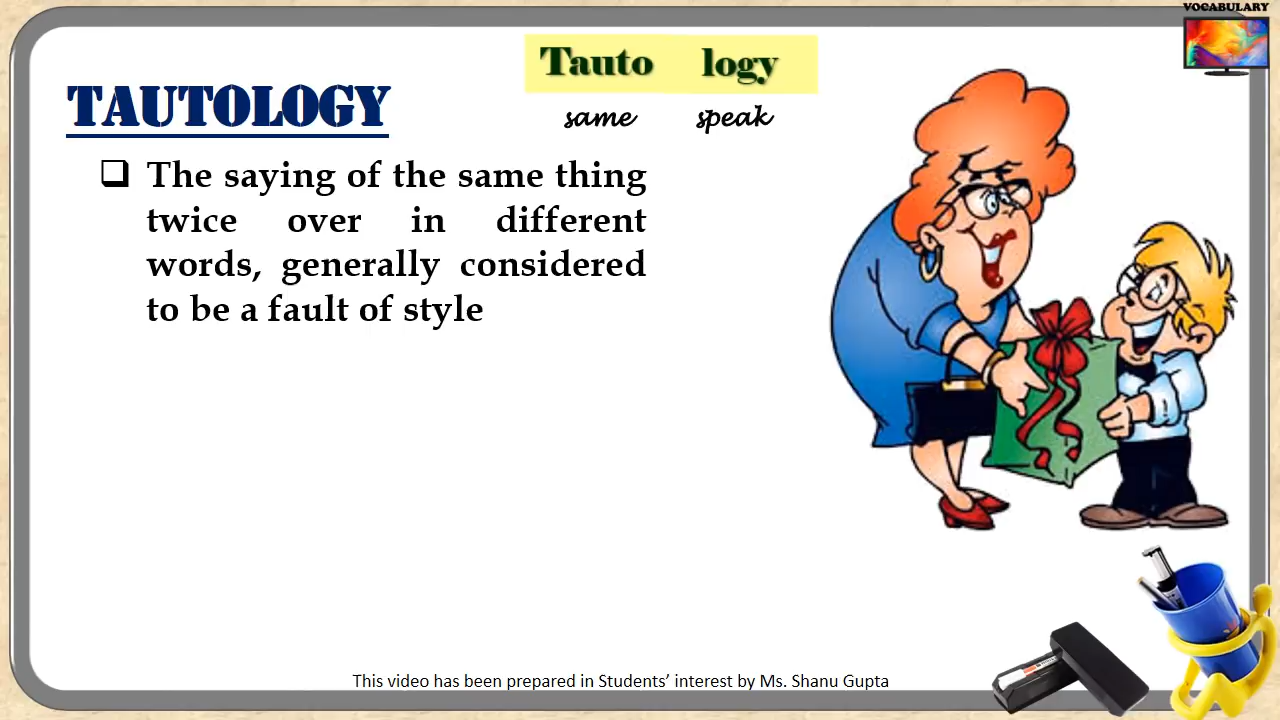 VOCABULARY
Tauto logy
same speak
TAUTOLOGY
The saying of the same thing
twice over in different
words, generally considered
to be a fault of style
This video has been prepared in Students’ interest by Ms. Shanu Gupta